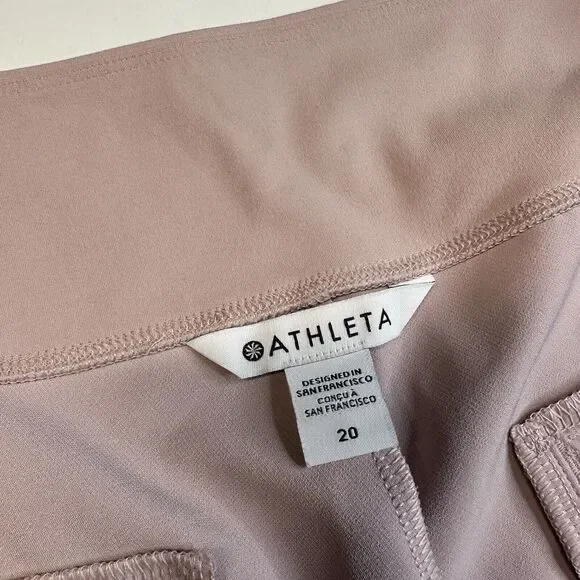 ATHLETA
DESIGNED IN
SAN FRANCISCO
CONÇU À
SAN FRANCISCO
20